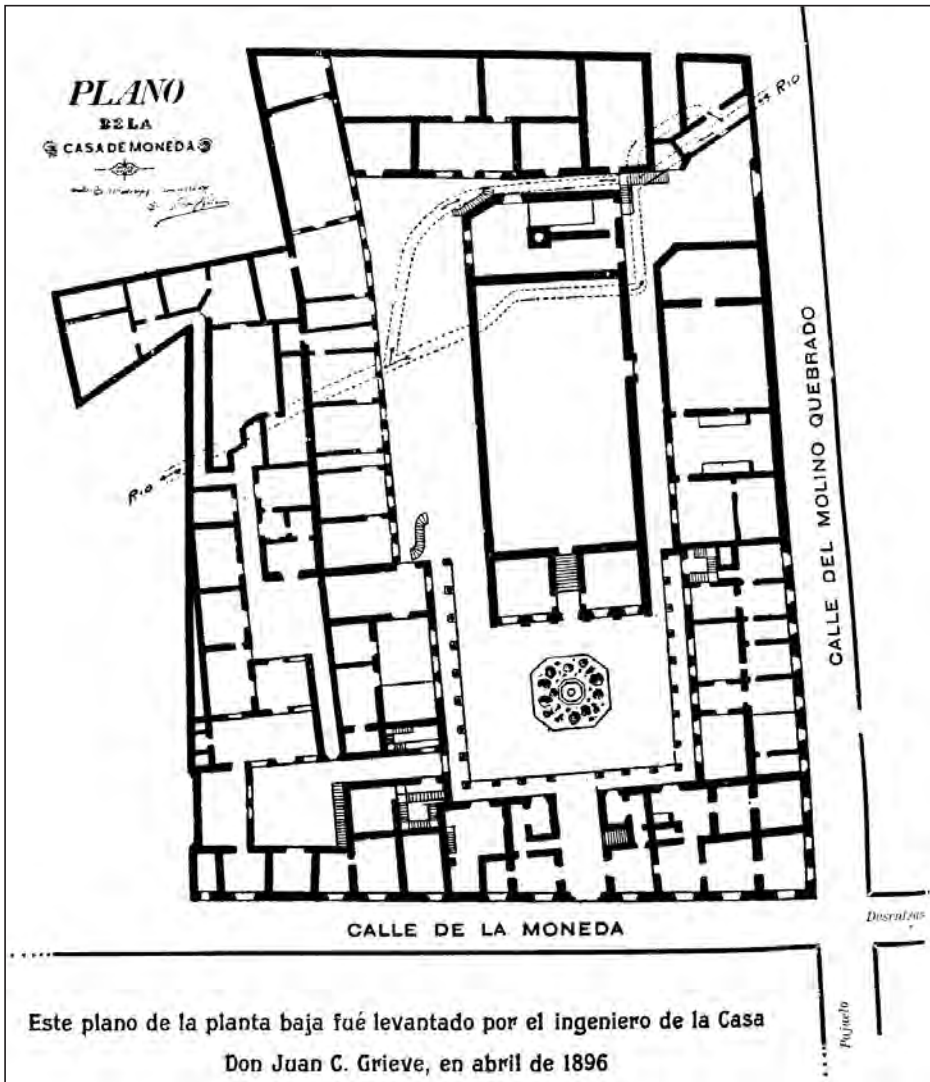 PLANO
DE LA
CASA DE MONEDA
RIO
RIO
CALLE DEL MOLINO QUEBRADO
CALLE DE LA MONEDA
Descalzas
Pajuelo
Este plano de la planta baja fué levantado por el ingeniero de la Casa
Don Juan C. Grieve, en abril de 1896